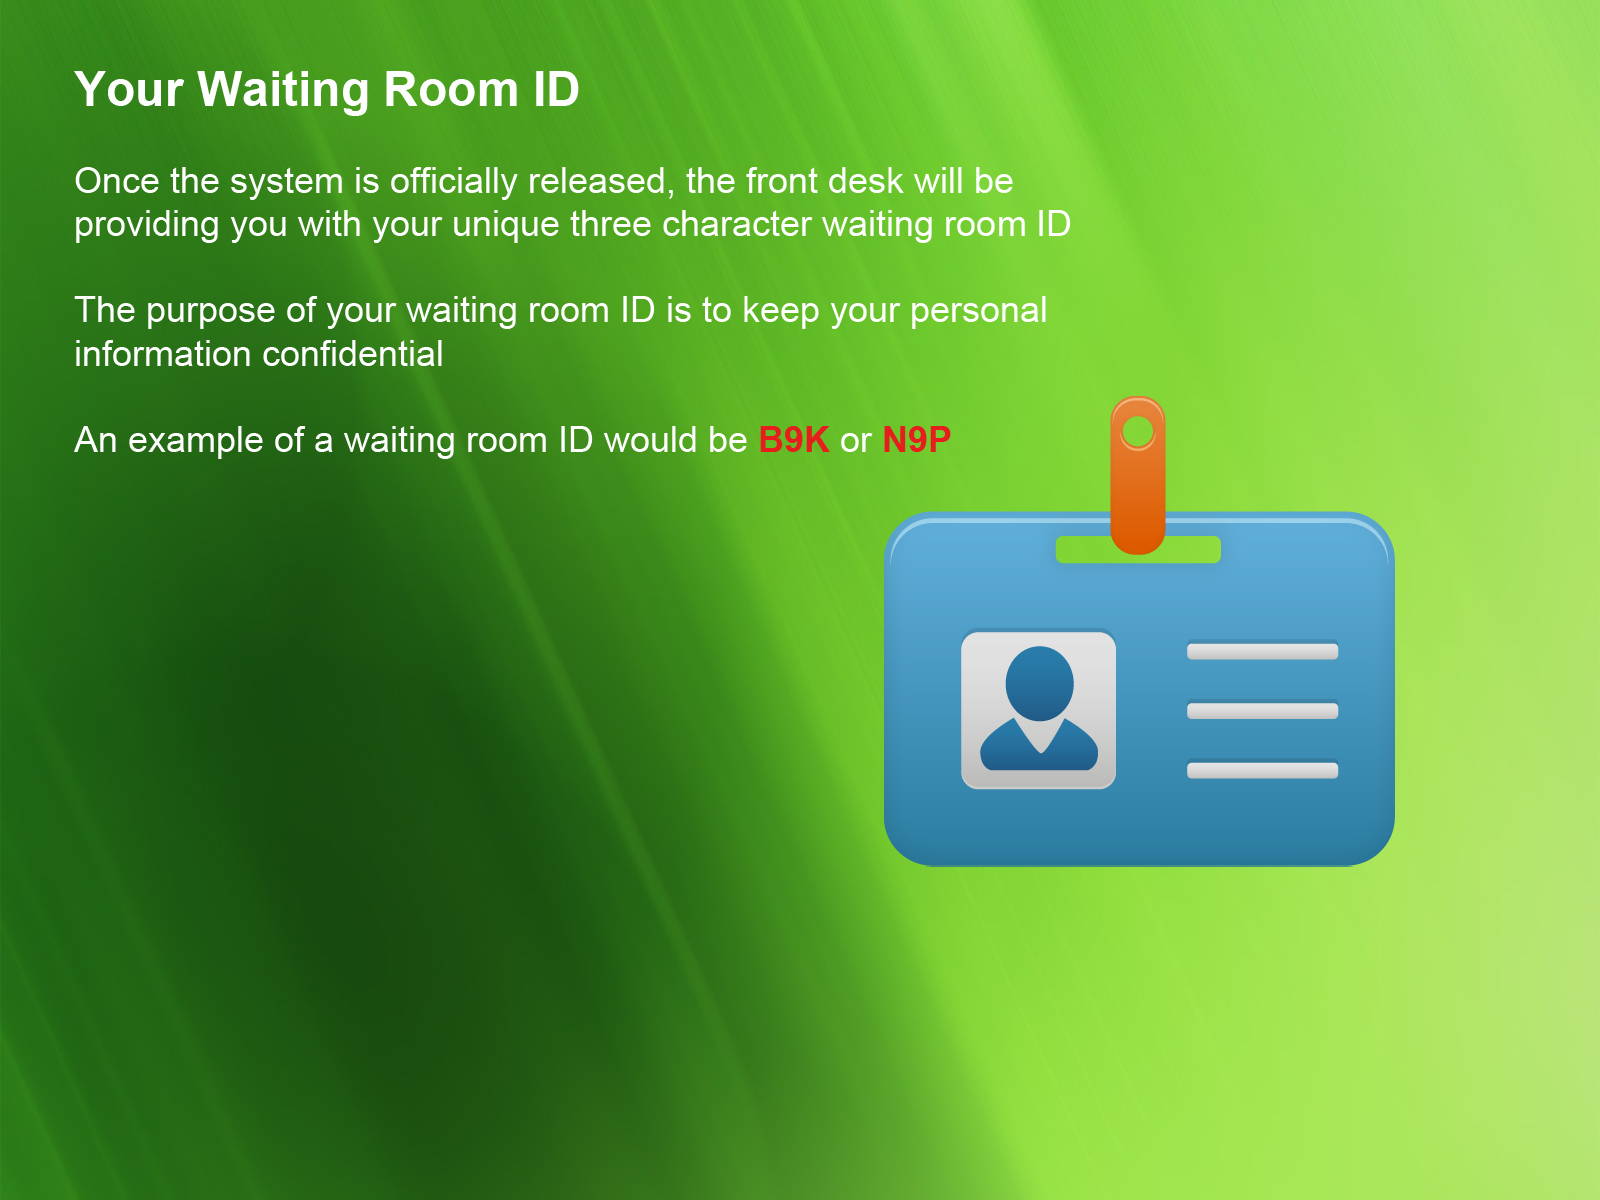 Your Waiting Room ID
Once the system is officially released, the front desk will be
providing you with your unique three character waiting room ID
The purpose of your waiting room ID is to keep your personal
information confidential
An example of a waiting room ID would be B9K or N9P